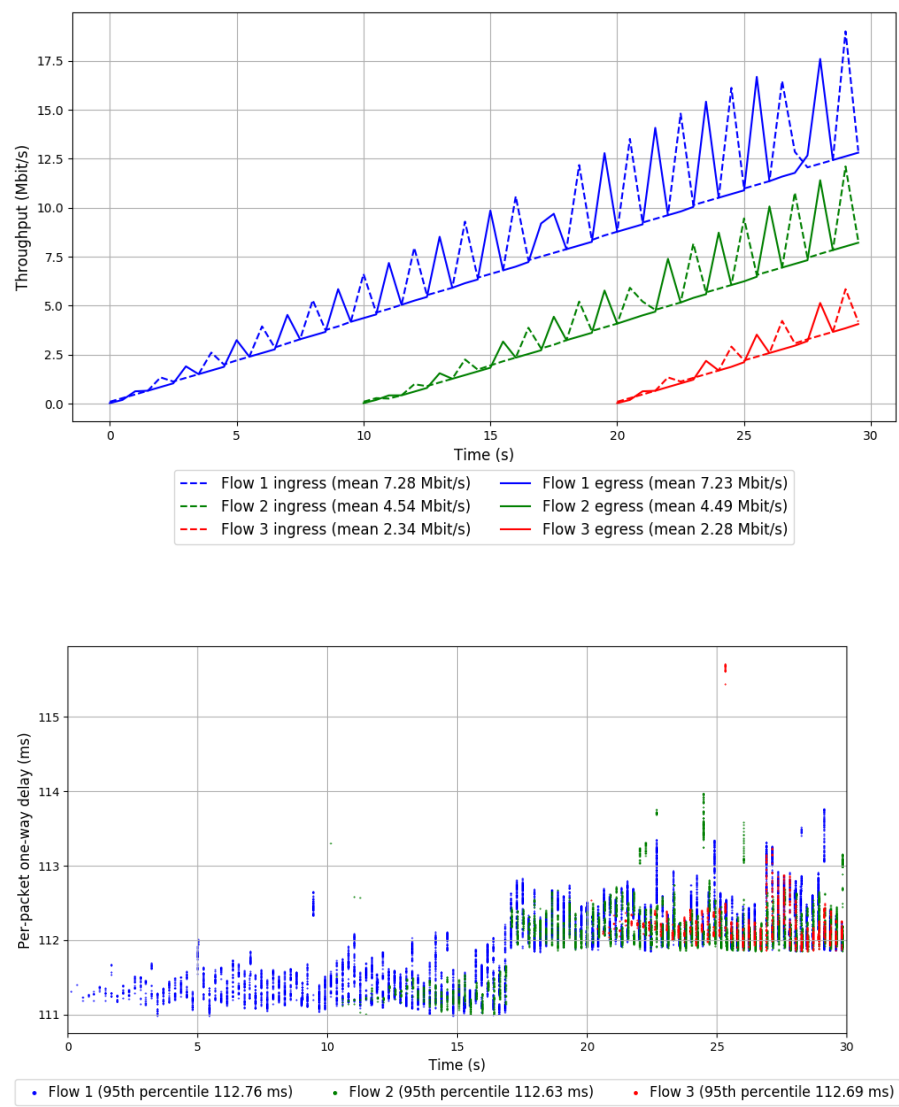 17.5
15.0
12.5
10.0
7.5
5.0
2.5
0.0
Throughput (Mbit/s)
0 5 10 15 20 25 30
Time (s)
Flow 1 ingress (mean 7.28 Mbit/s) Flow 1 egress (mean 7.23 Mbit/s)
Flow 2 ingress (mean 4.54 Mbit/s) Flow 2 egress (mean 4.49 Mbit/s)
Flow 3 ingress (mean 2.34 Mbit/s) Flow 3 egress (mean 2.28 Mbit/s)
115
114
113
112
111
Per-packet one-way delay (ms)
0 5 10 15 20 25 30
Time (s)
Flow 1 (95th percentile 112.76 ms) Flow 2 (95th percentile 112.63 ms) Flow 3 (95th percentile 112.69 ms)